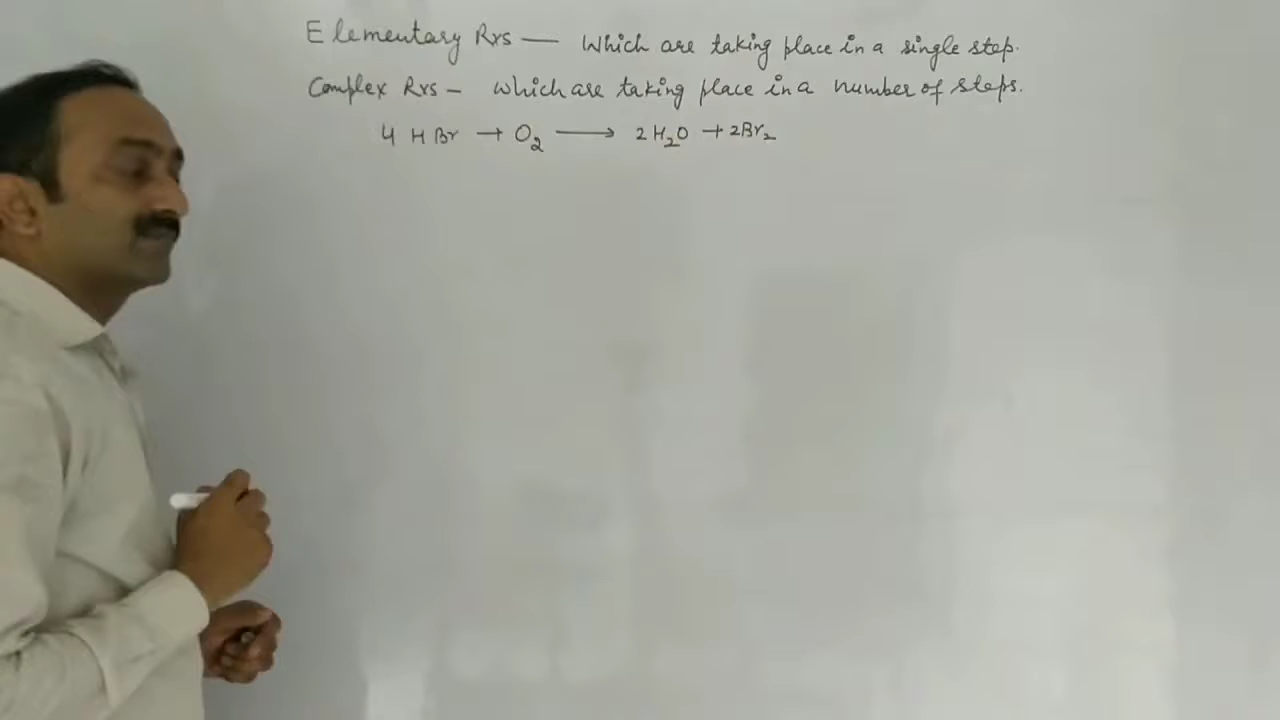 Elementary Rxs — Which are taking place in a single step.
Complex Rxs – Which are taking place in a number of steps.
4 HBr + O₂ ⟶ 2H₂O + 2Br₂